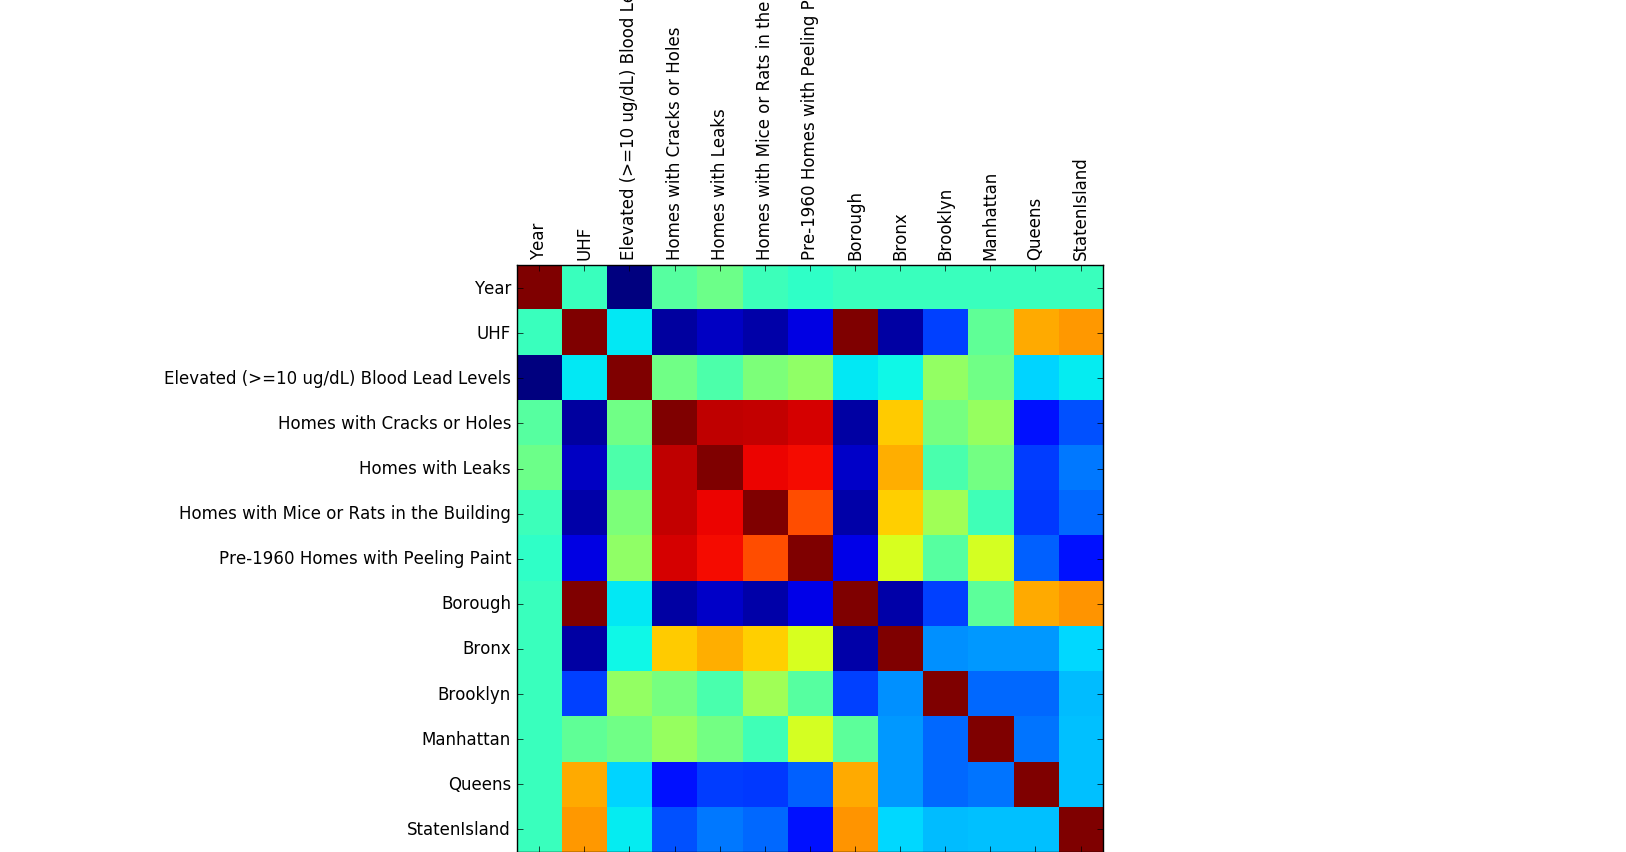 Year
UHF
Elevated (>=10 ug/dL) Blood
Homes with Cracks or Holes
Homes with Leaks
Homes with Mice or Rats in the
Pre-1960 Homes with Peeling
Borough
Bronx
Brooklyn
Manhattan
Queens
StatenIsland
Year
UHF
Elevated (>=10 ug/dL) Blood Lead Levels
Homes with Cracks or Holes
Homes with Leaks
Homes with Mice or Rats in the Building
Pre-1960 Homes with Peeling Paint
Borough
Bronx
Brooklyn
Manhattan
Queens
StatenIsland